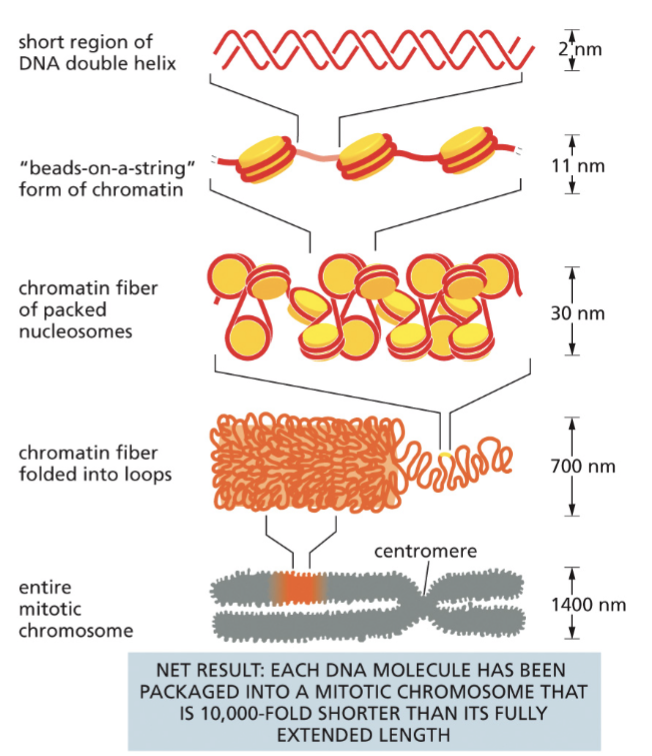 short region of
DNA double helix
2 nm
"beads-on-a-string"
form of chromatin
11 nm
chromatin fiber
of packed
nucleosomes
30 nm
chromatin fiber
folded into loops
700 nm
centromere
entire
mitotic
chromosome
1400 nm
NET RESULT: EACH DNA MOLECULE HAS BEEN
PACKAGED INTO A MITOTIC CHROMOSOME THAT
IS 10,000-FOLD SHORTER THAN ITS FULLY
EXTENDED LENGTH